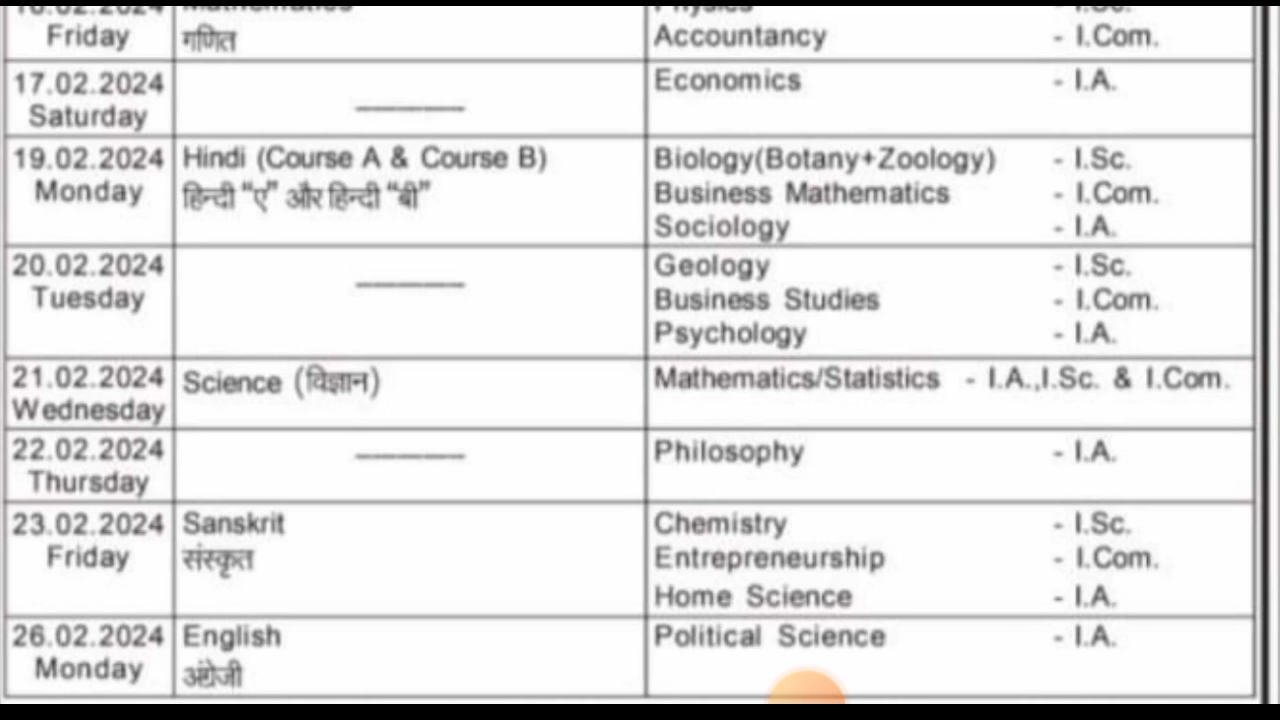 Friday गणित Accountancy - I.Com.
17.02.2024 Economics - I.A.
Saturday
19.02.2024 Hindi (Course A & Course B) Biology(Botany+Zoology) - I.Sc.
Monday हिन्दी "ए" और हिन्दी "बी" Business Mathematics - I.Com.
Sociology - I.A.
20.02.2024 Geology - I.Sc.
Tuesday Business Studies - I.Com.
Psychology - I.A.
21.02.2024 Science (विज्ञान) Mathematics/Statistics - I.A.,I.Sc. & I.Com.
Wednesday
22.02.2024 Philosophy - I.A.
Thursday
23.02.2024 Sanskrit Chemistry - I.Sc.
Friday संस्कृत Entrepreneurship - I.Com.
Home Science - I.A.
26.02.2024 English Political Science - I.A.
Monday अंग्रेजी